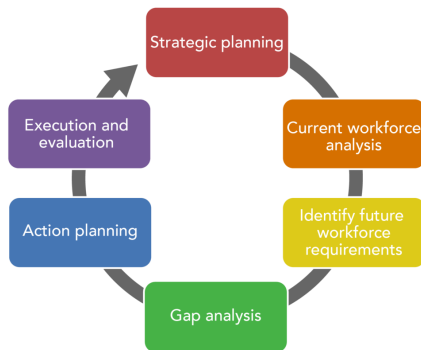 Strategic planning
Current workforce
analysis
Identify future
workforce
requirements
Gap analysis
Action planning
Execution and
evaluation